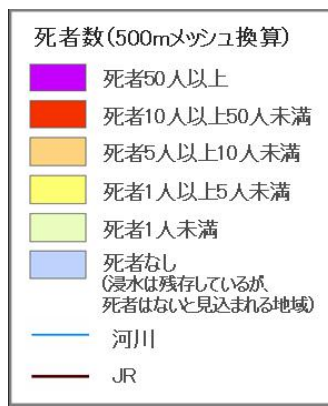 死者数(500mメッシュ換算)
死者50人以上
死者10人以上50人未満
死者5人以上10人未満
死者1人以上5人未満
死者1人未満
死者なし
(浸水は残存しているが、
死者はないと見込まれる地域)
河川
JR